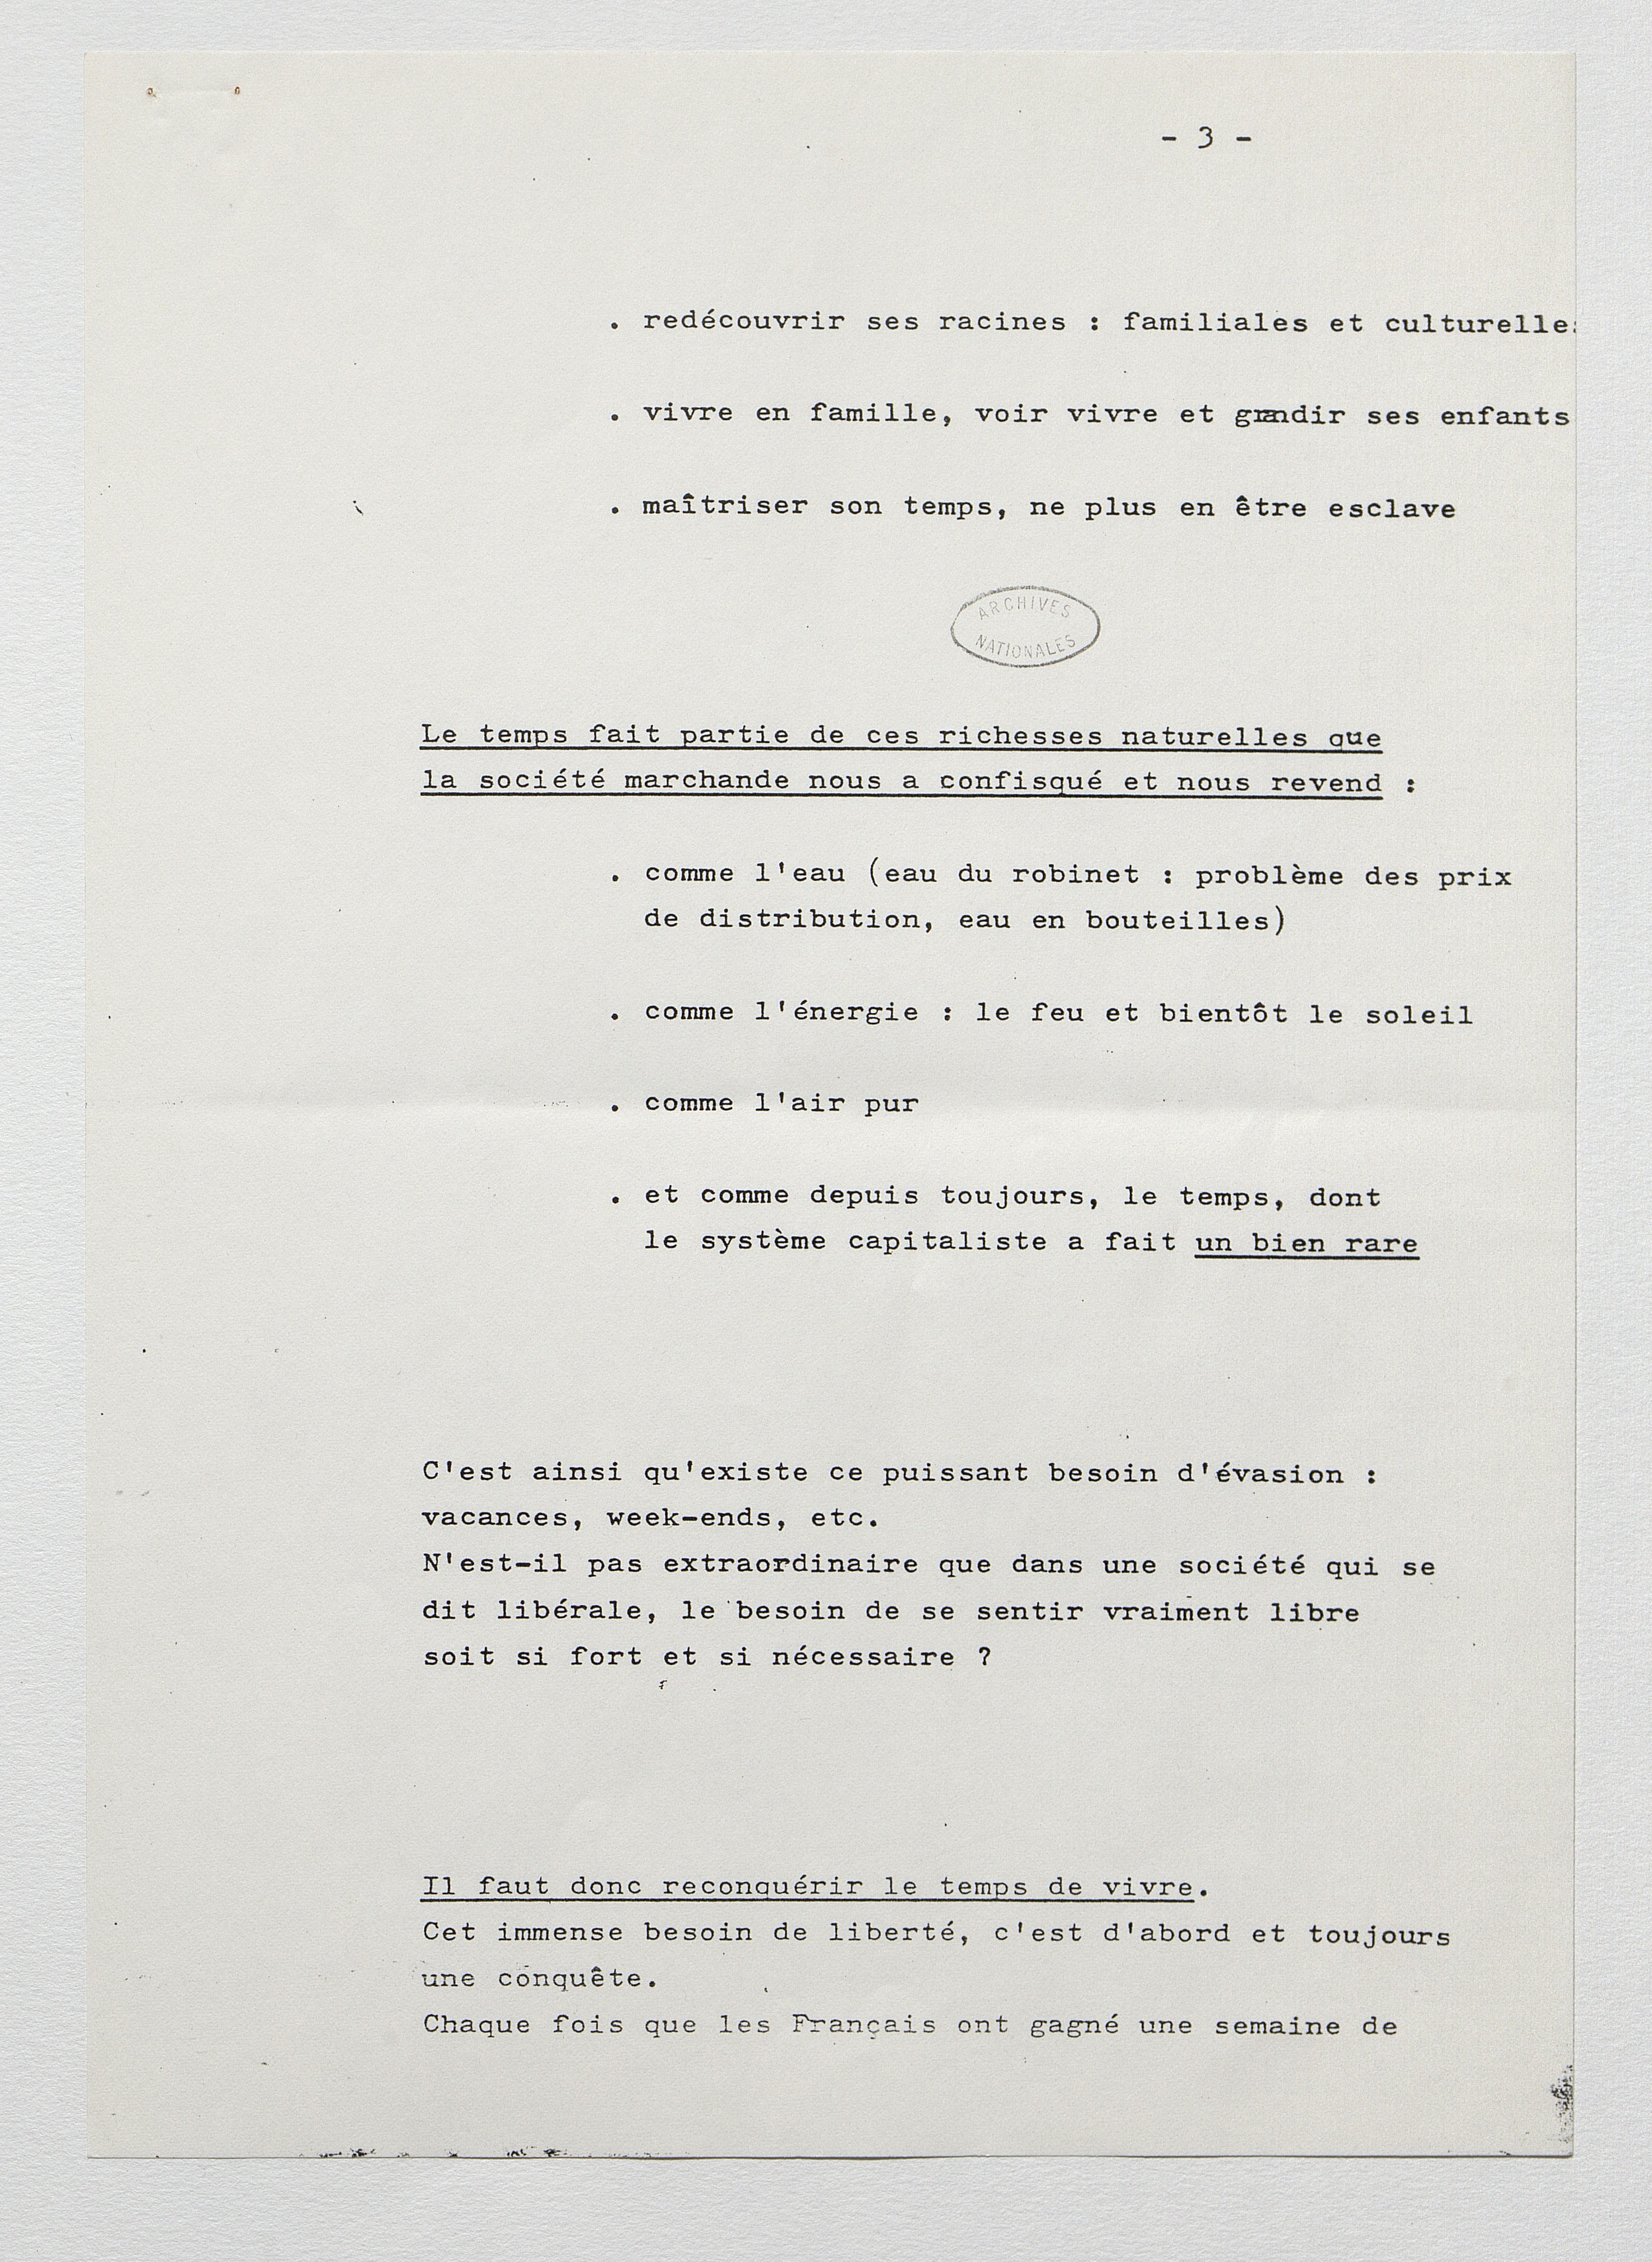 - 3 -
. redécouvrir ses racines : familiales et culturelles
. vivre en famille, voir vivre et grandir ses enfants
. maîtriser son temps, ne plus en être esclave
ARCHIVES
NATIONALES
Le temps fait partie de ces richesses naturelles que
la société marchande nous a confisqué et nous revend :
. comme l'eau (eau du robinet : problème des prix
de distribution, eau en bouteilles)
. comme l'énergie : le feu et bientôt le soleil
. comme l'air pur
. et comme depuis toujours, le temps, dont
le système capitaliste a fait un bien rare
C'est ainsi qu'existe ce puissant besoin d'évasion :
vacances, week-ends, etc.
N'est-il pas extraordinaire que dans une société qui se
dit libérale, le besoin de se sentir vraiment libre
soit si fort et si nécessaire ?
Il faut donc reconquérir le temps de vivre.
Cet immense besoin de liberté, c'est d'abord et toujours
une conquête.
Chaque fois que les Français ont gagné une semaine de